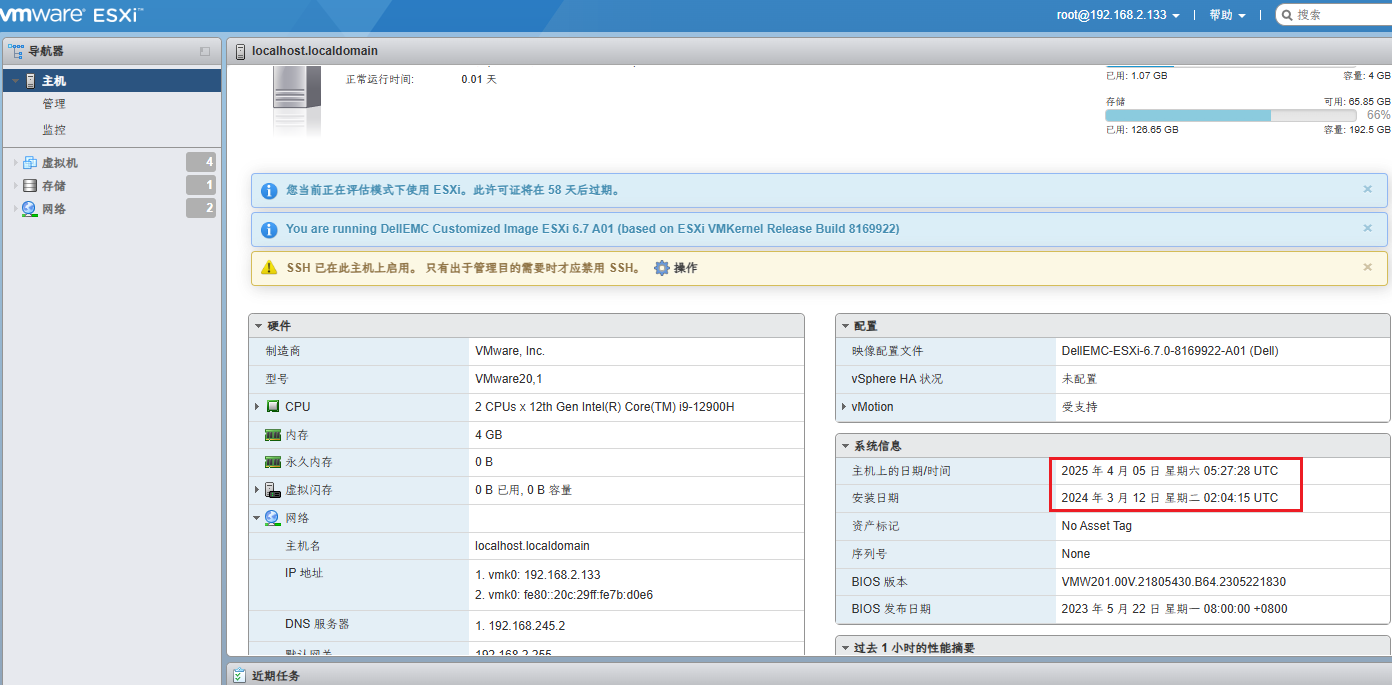 vmware ESXi™
root@192.168.2.133
帮助
搜索
导航器
主机
管理
监控
虚拟机 4
存储 1
网络 2
localhost.localdomain
正常运行时间: 0.01 天
已用: 1.07 GB 容量: 4 GB
存储 可用: 65.85 GB
66%
已用: 126.65 GB 容量: 192.5 GB
您当前正在评估模式下使用 ESXi。此许可证将在 58 天后过期。
You are running DellEMC Customized Image ESXi 6.7 A01 (based on ESXi VMKernel Release Build 8169922)
SSH 已在此主机上启用。 只有出于管理目的需要时才应禁用 SSH。 操作
硬件
制造商 VMware, Inc.
型号 VMware20,1
CPU 2 CPUs x 12th Gen Intel(R) Core(TM) i9-12900H
内存 4 GB
永久内存 0 B
虚拟闪存 0 B 已用, 0 B 容量
网络
主机名 localhost.localdomain
IP 地址 1. vmk0: 192.168.2.133
2. vmk0: fe80::20c:29ff:fe7b:d0e6
DNS 服务器 1. 192.168.245.2
默认网关 192.168.2.255
配置
映像配置文件 DellEMC-ESXi-6.7.0-8169922-A01 (Dell)
vSphere HA 状况 未配置
vMotion 受支持
系统信息
主机上的日期/时间 2025 年 4 月 05 日 星期六 05:27:28 UTC
安装日期 2024 年 3 月 12 日 星期二 02:04:15 UTC
资产标记 No Asset Tag
序列号 None
BIOS 版本 VMW201.00V.21805430.B64.2305221830
BIOS 发布日期 2023 年 5 月 22 日 星期一 08:00:00 +0800
过去 1 小时的性能摘要
近期任务